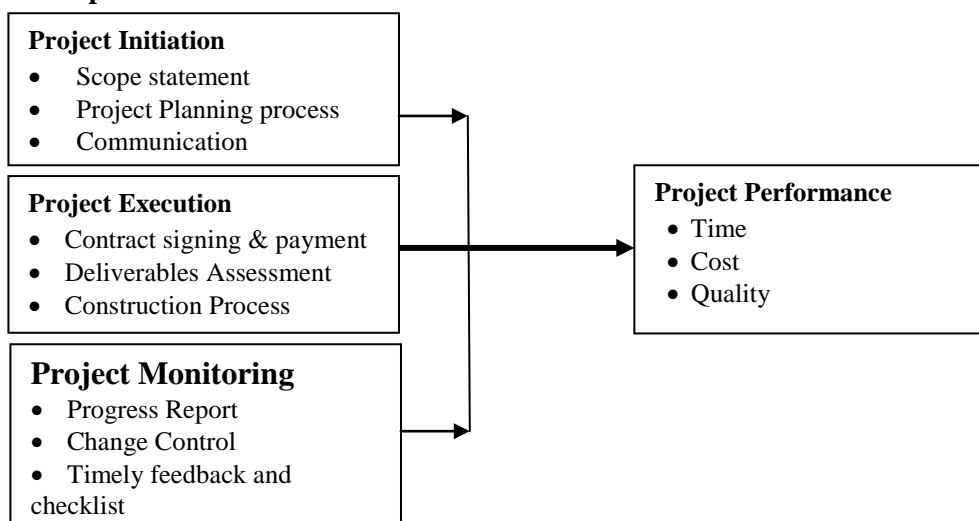 Project Initiation
• Scope statement
• Project Planning process
• Communication
Project Execution
• Contract signing & payment
• Deliverables Assessment
• Construction Process
Project Monitoring
• Progress Report
• Change Control
• Timely feedback and
checklist
Project Performance
• Time
• Cost
• Quality